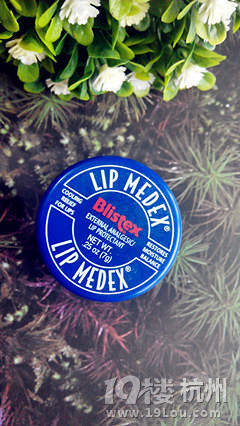 LIP MEDEX®
Blistex
EXTERNAL ANALGESIC/
LIP PROTECTANT
NET WT.
.25 OZ (7g)
COOLING
RELIEF
FOR LIPS
RESTORES
MOISTURE
BALANCE
LIP MEDEX®
19楼 杭州
www.19lou.com